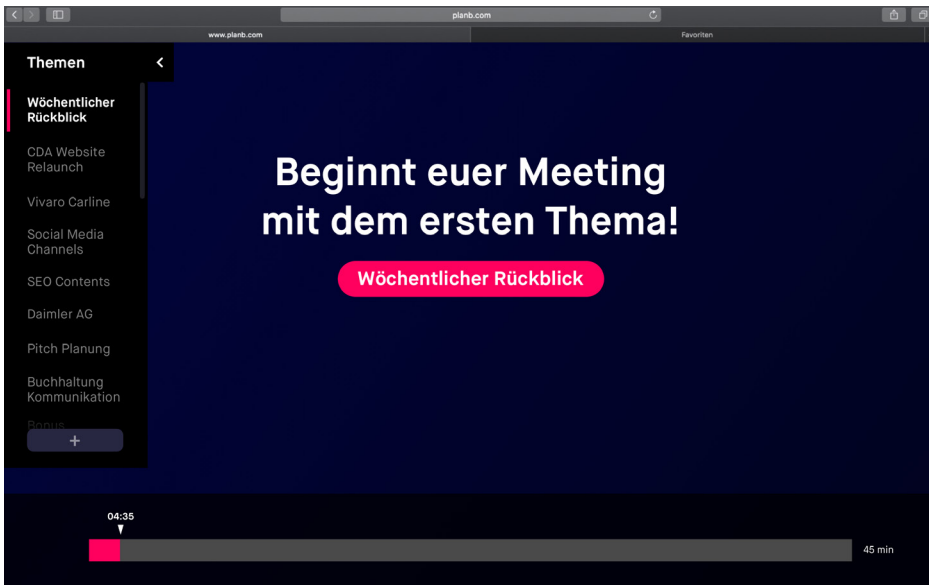 planb.com
www.planb.com
Favoriten
Themen
Wöchentlicher
Rückblick
CDA Website
Relaunch
Vivaro Carline
Social Media
Channels
SEO Contents
Daimler AG
Pitch Planung
Buchhaltung
Kommunikation
Bonus
+
Beginnt euer Meeting
mit dem ersten Thema!
Wöchentlicher Rückblick
04:35
45 min